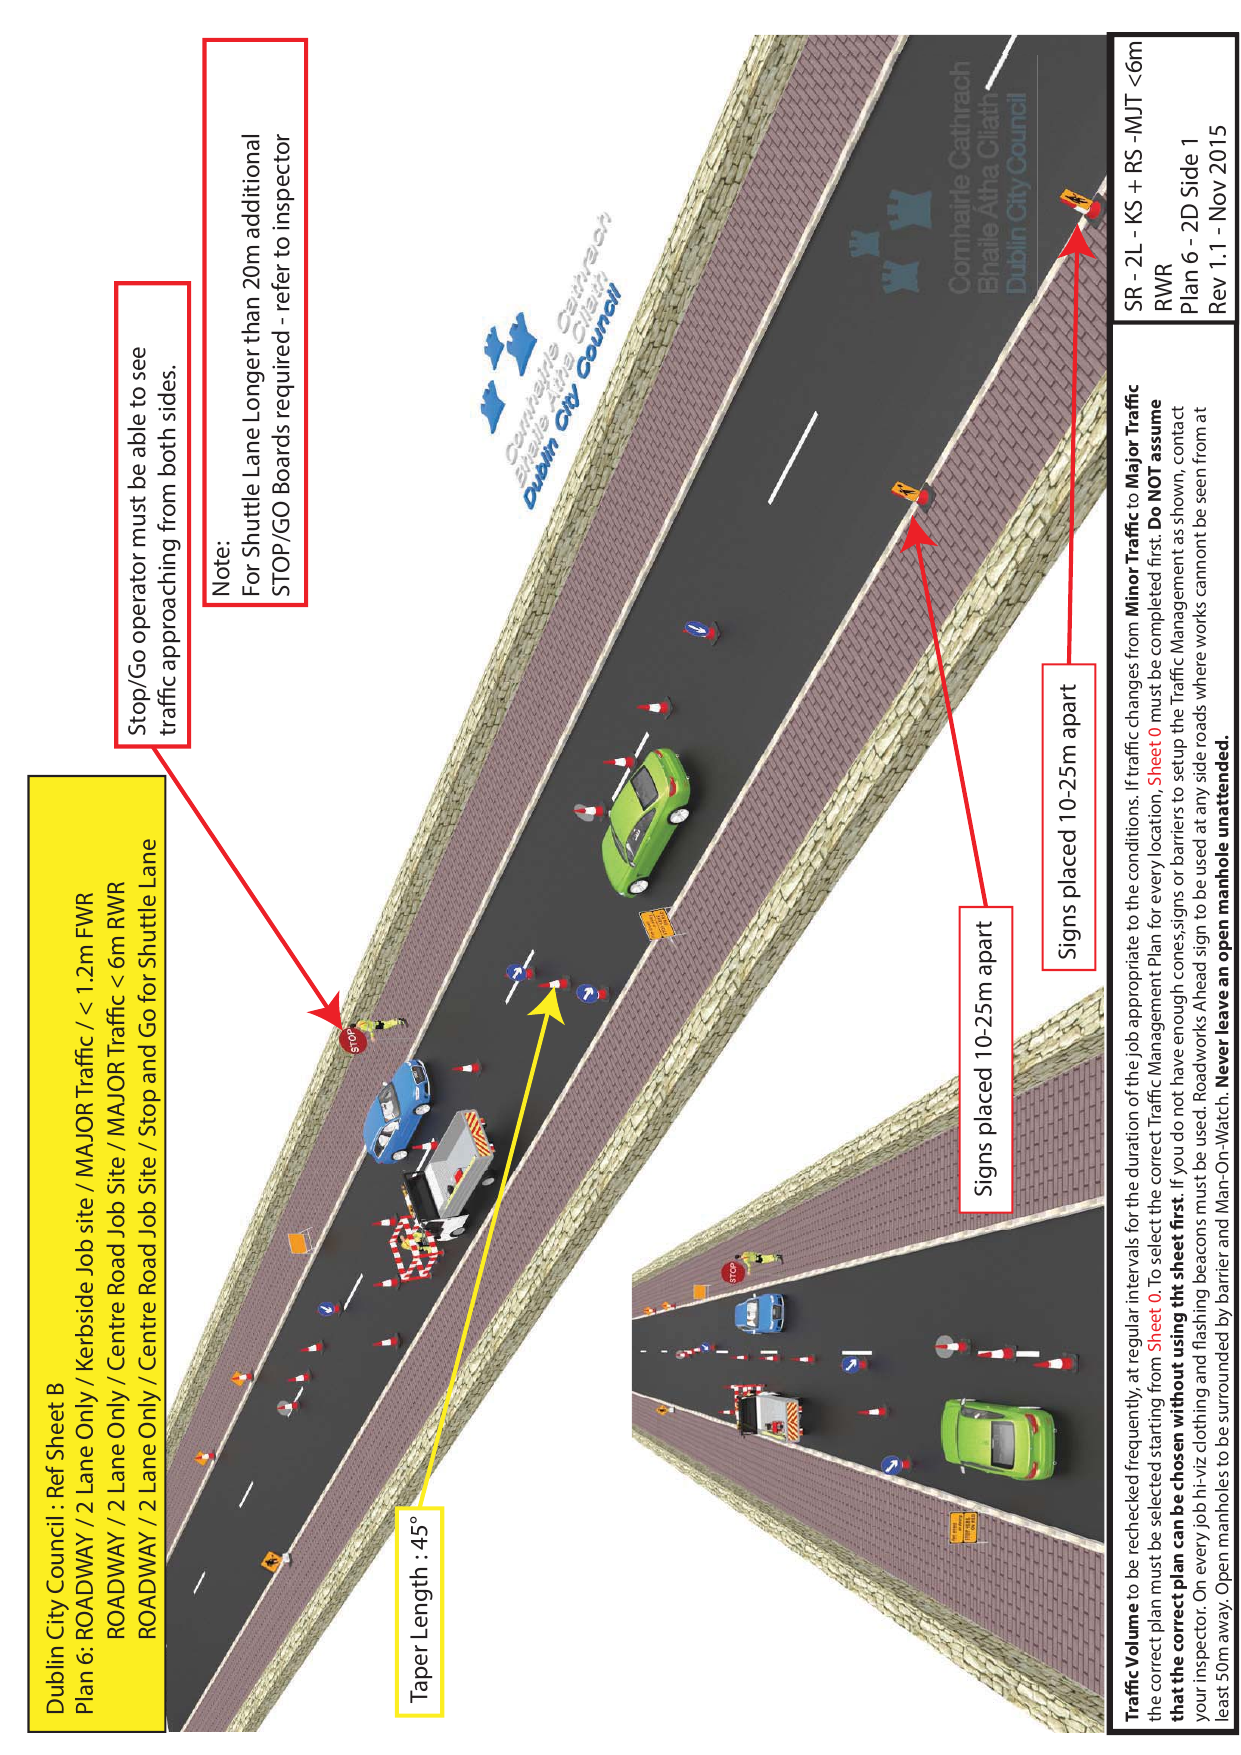 Dublin City Council : Ref Sheet B
Plan 6: ROADWAY / 2 Lane Only / Kerbside Job site / MAJOR Traffic / < 1.2m FWR
ROADWAY / 2 Lane Only / Centre Road Job Site / MAJOR Traffic < 6m RWR
ROADWAY / 2 Lane Only / Centre Road Job Site / Stop and Go for Shuttle Lane
Stop/Go operator must be able to see
traffic approaching from both sides.
Note:
For Shuttle Lane Longer than 20m additional
STOP/GO Boards required - refer to inspector
Comhairle Cathrach
Bhaile Átha Cliath
Dublin City Council
STOP
Taper Length : 45°
Signs placed 10-25m apart
Signs placed 10-25m apart
Comhairle Cathrach
Bhaile Átha Cliath
Dublin City Council
STOP
Traffic Volume to be rechecked frequently, at regular intervals for the duration of the job appropriate to the conditions. If traffic changes from Minor Traffic to Major Traffic
the correct plan must be selected starting from Sheet 0. To select the correct Traffic Management Plan for every location, Sheet 0 must be completed first. Do NOT assume
that the correct plan can be chosen without using tht sheet first. If you do not have enough cones,signs or barriers to setup the Traffic Management as shown, contact
your inspector. On every job hi-viz clothing and flashing beacons must be used. Roadworks Ahead sign to be used at any side roads where works cannont be seen from at
least 50m away. Open manholes to be surrounded by barrier and Man-On-Watch. Never leave an open manhole unattended.
SR - 2L - KS + RS -MJT <6m
RWR
Plan 6 - 2D Side 1
Rev 1.1 - Nov 2015